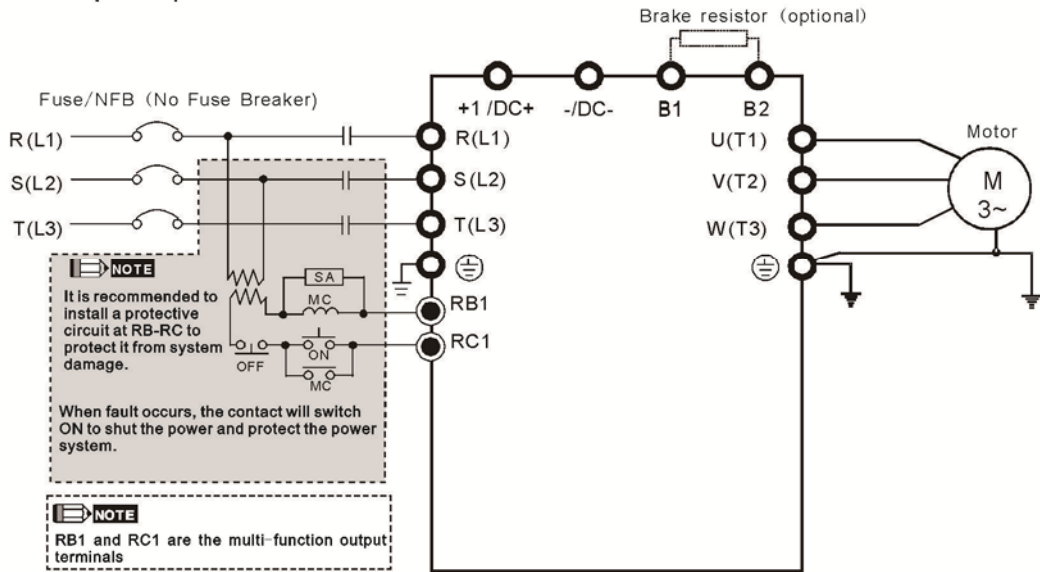 Brake resistor (optional)
Fuse/NFB (No Fuse Breaker)
+1 /DC+
-/DC-
B1
B2
R(L1)
R(L1)
U(T1)
Motor
S(L2)
S(L2)
V(T2)
M
3~
T(L3)
T(L3)
W(T3)
NOTE
It is recommended to
install a protective
circuit at RB-RC to
protect it from system
damage.
SA
MC
RB1
RC1
OFF
ON
MC
When fault occurs, the contact will switch
ON to shut the power and protect the power
system.
NOTE
RB1 and RC1 are the multi-function output
terminals